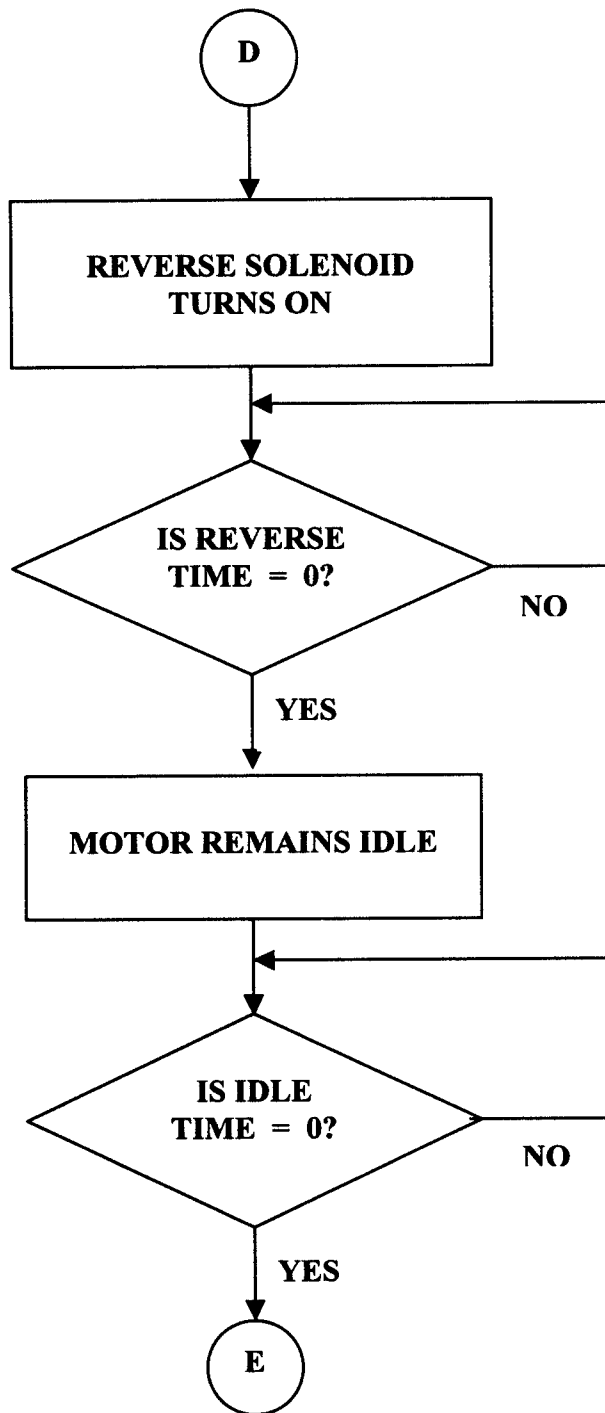 D
REVERSE SOLENOID
TURNS ON
IS REVERSE
TIME = 0?
NO
YES
MOTOR REMAINS IDLE
IS IDLE
TIME = 0?
NO
YES
E